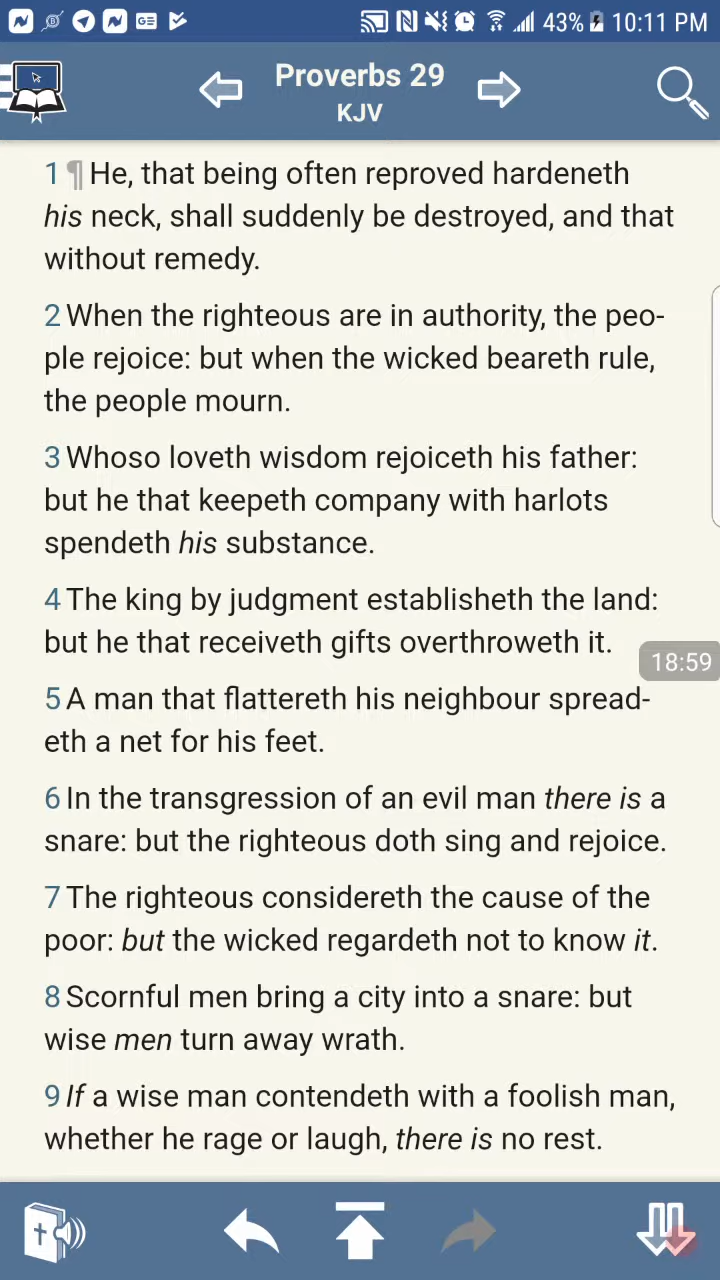 43% 10:11 PM
Proverbs 29
KJV
1 ¶ He, that being often reproved hardeneth
his neck, shall suddenly be destroyed, and that
without remedy.
2 When the righteous are in authority, the peo-
ple rejoice: but when the wicked beareth rule,
the people mourn.
3 Whoso loveth wisdom rejoiceth his father:
but he that keepeth company with harlots
spendeth his substance.
4 The king by judgment establisheth the land:
but he that receiveth gifts overthroweth it.
18:59
5 A man that flattereth his neighbour spread-
eth a net for his feet.
6 In the transgression of an evil man there is a
snare: but the righteous doth sing and rejoice.
7 The righteous considereth the cause of the
poor: but the wicked regardeth not to know it.
8 Scornful men bring a city into a snare: but
wise men turn away wrath.
9 If a wise man contendeth with a foolish man,
whether he rage or laugh, there is no rest.